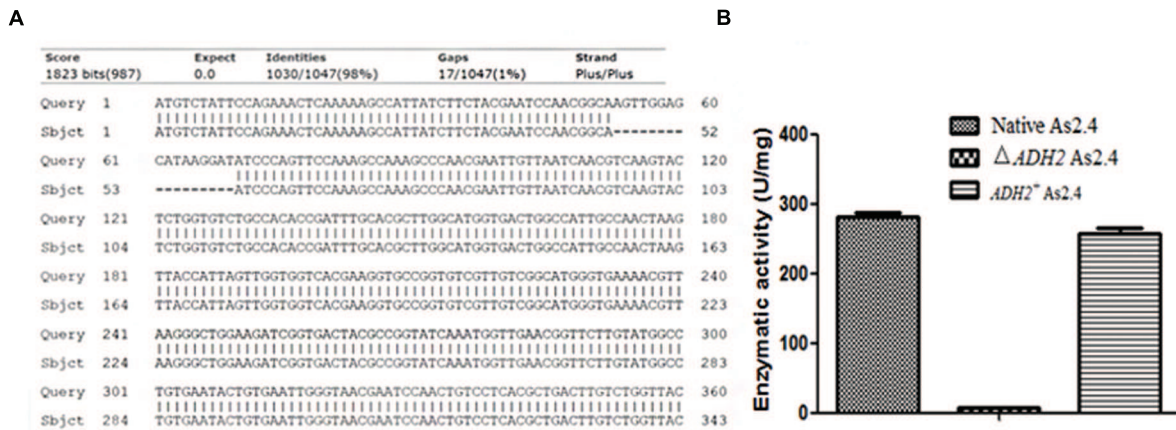 A
Score Expect Identities Gaps Strand
1823 bits(987) 0.0 1030/1047(98%) 17/1047(1%) Plus/Plus
Query 1 ATGTCTATTCCAGAAACTCAAAAAGCCATTATCTTCTACGAATCCAACGGCAAGTTGGAG 60
Sbjct 1 ATGTCTATTCCAGAAACTCAAAAAGCCATTATCTTCTACGAATCCAACGGCA-------- 52
Query 61 CATAAGGATATCCCAGTTCCAAAGCCAAAGCCCAACGAATTGTTAATCAACGTCAAGTAC 120
Sbjct 53 ---------ATCCCAGTTCCAAAGCCAAAGCCCAACGAATTGTTAATCAACGTCAAGTAC 103
Query 121 TCTGGTGTCTGCCACACCGATTTGCACGCTTGGCATGGTGACTGGCCATTGCCAACTAAG 180
Sbjct 104 TCTGGTGTCTGCCACACCGATTTGCACGCTTGGCATGGTGACTGGCCATTGCCAACTAAG 163
Query 181 TTACCATTAGTTGGTGGTCACGAAGGTGCCGGTGTCGTTGTCGGCATGGGTGAAAACGTT 240
Sbjct 164 TTACCATTAGTTGGTGGTCACGAAGGTGCCGGTGTCGTTGTCGGCATGGGTGAAAACGTT 223
Query 241 AAGGGCTGGAAGATCGGTGACTACGCCGGTATCAAATGGTTGAACGGTTCTTGTATGGCC 300
Sbjct 224 AAGGGCTGGAAGATCGGTGACTACGCCGGTATCAAATGGTTGAACGGTTCTTGTATGGCC 283
Query 301 TGTGAATACTGTGAATTGGGTAACGAATCCAACTGTCCTCACGCTGACTTGTCTGGTTAC 360
Sbjct 284 TGTGAATACTGTGAATTGGGTAACGAATCCAACTGTCCTCACGCTGACTTGTCTGGTTAC 343
B
Enzymatic activity (U/mg)
400
300
200
100
0
Native As2.4
△ADH2 As2.4
ADH2+ As2.4